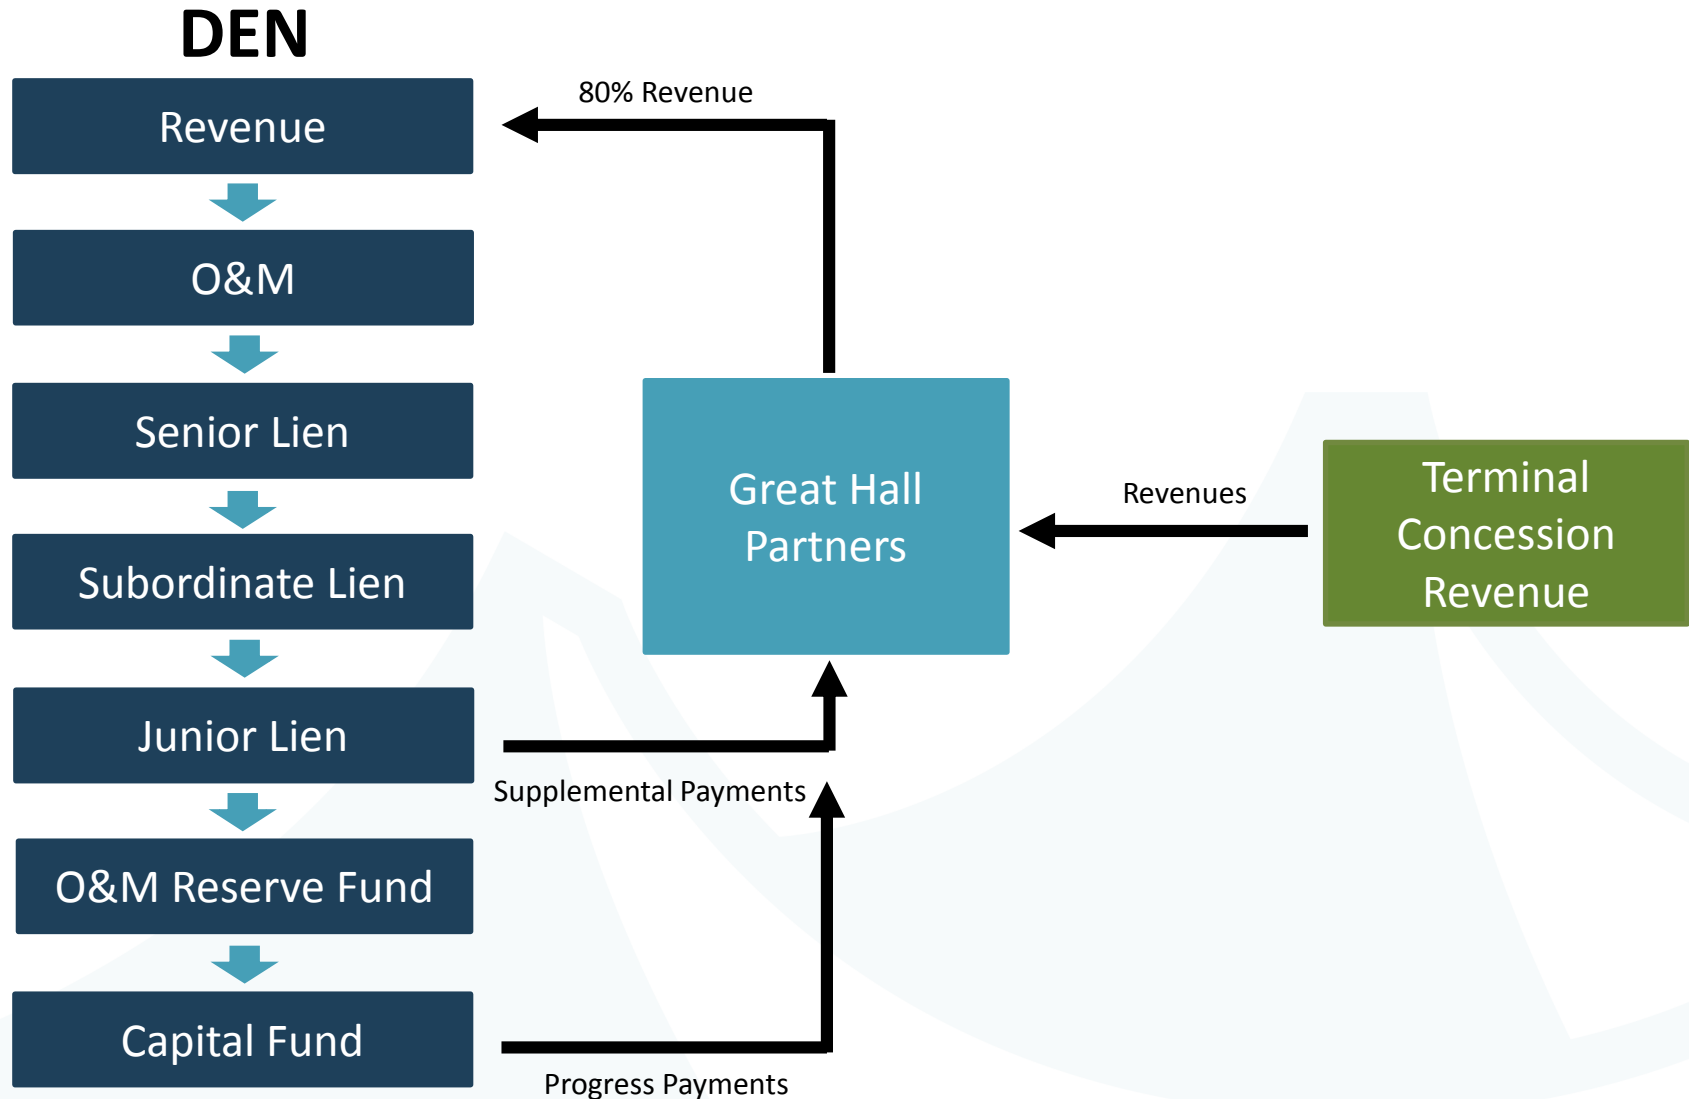 DEN
Revenue
O&M
Senior Lien
Subordinate Lien
Junior Lien
O&M Reserve Fund
Capital Fund
80% Revenue
Great Hall
Partners
Supplemental Payments
Progress Payments
Revenues
Terminal
Concession
Revenue